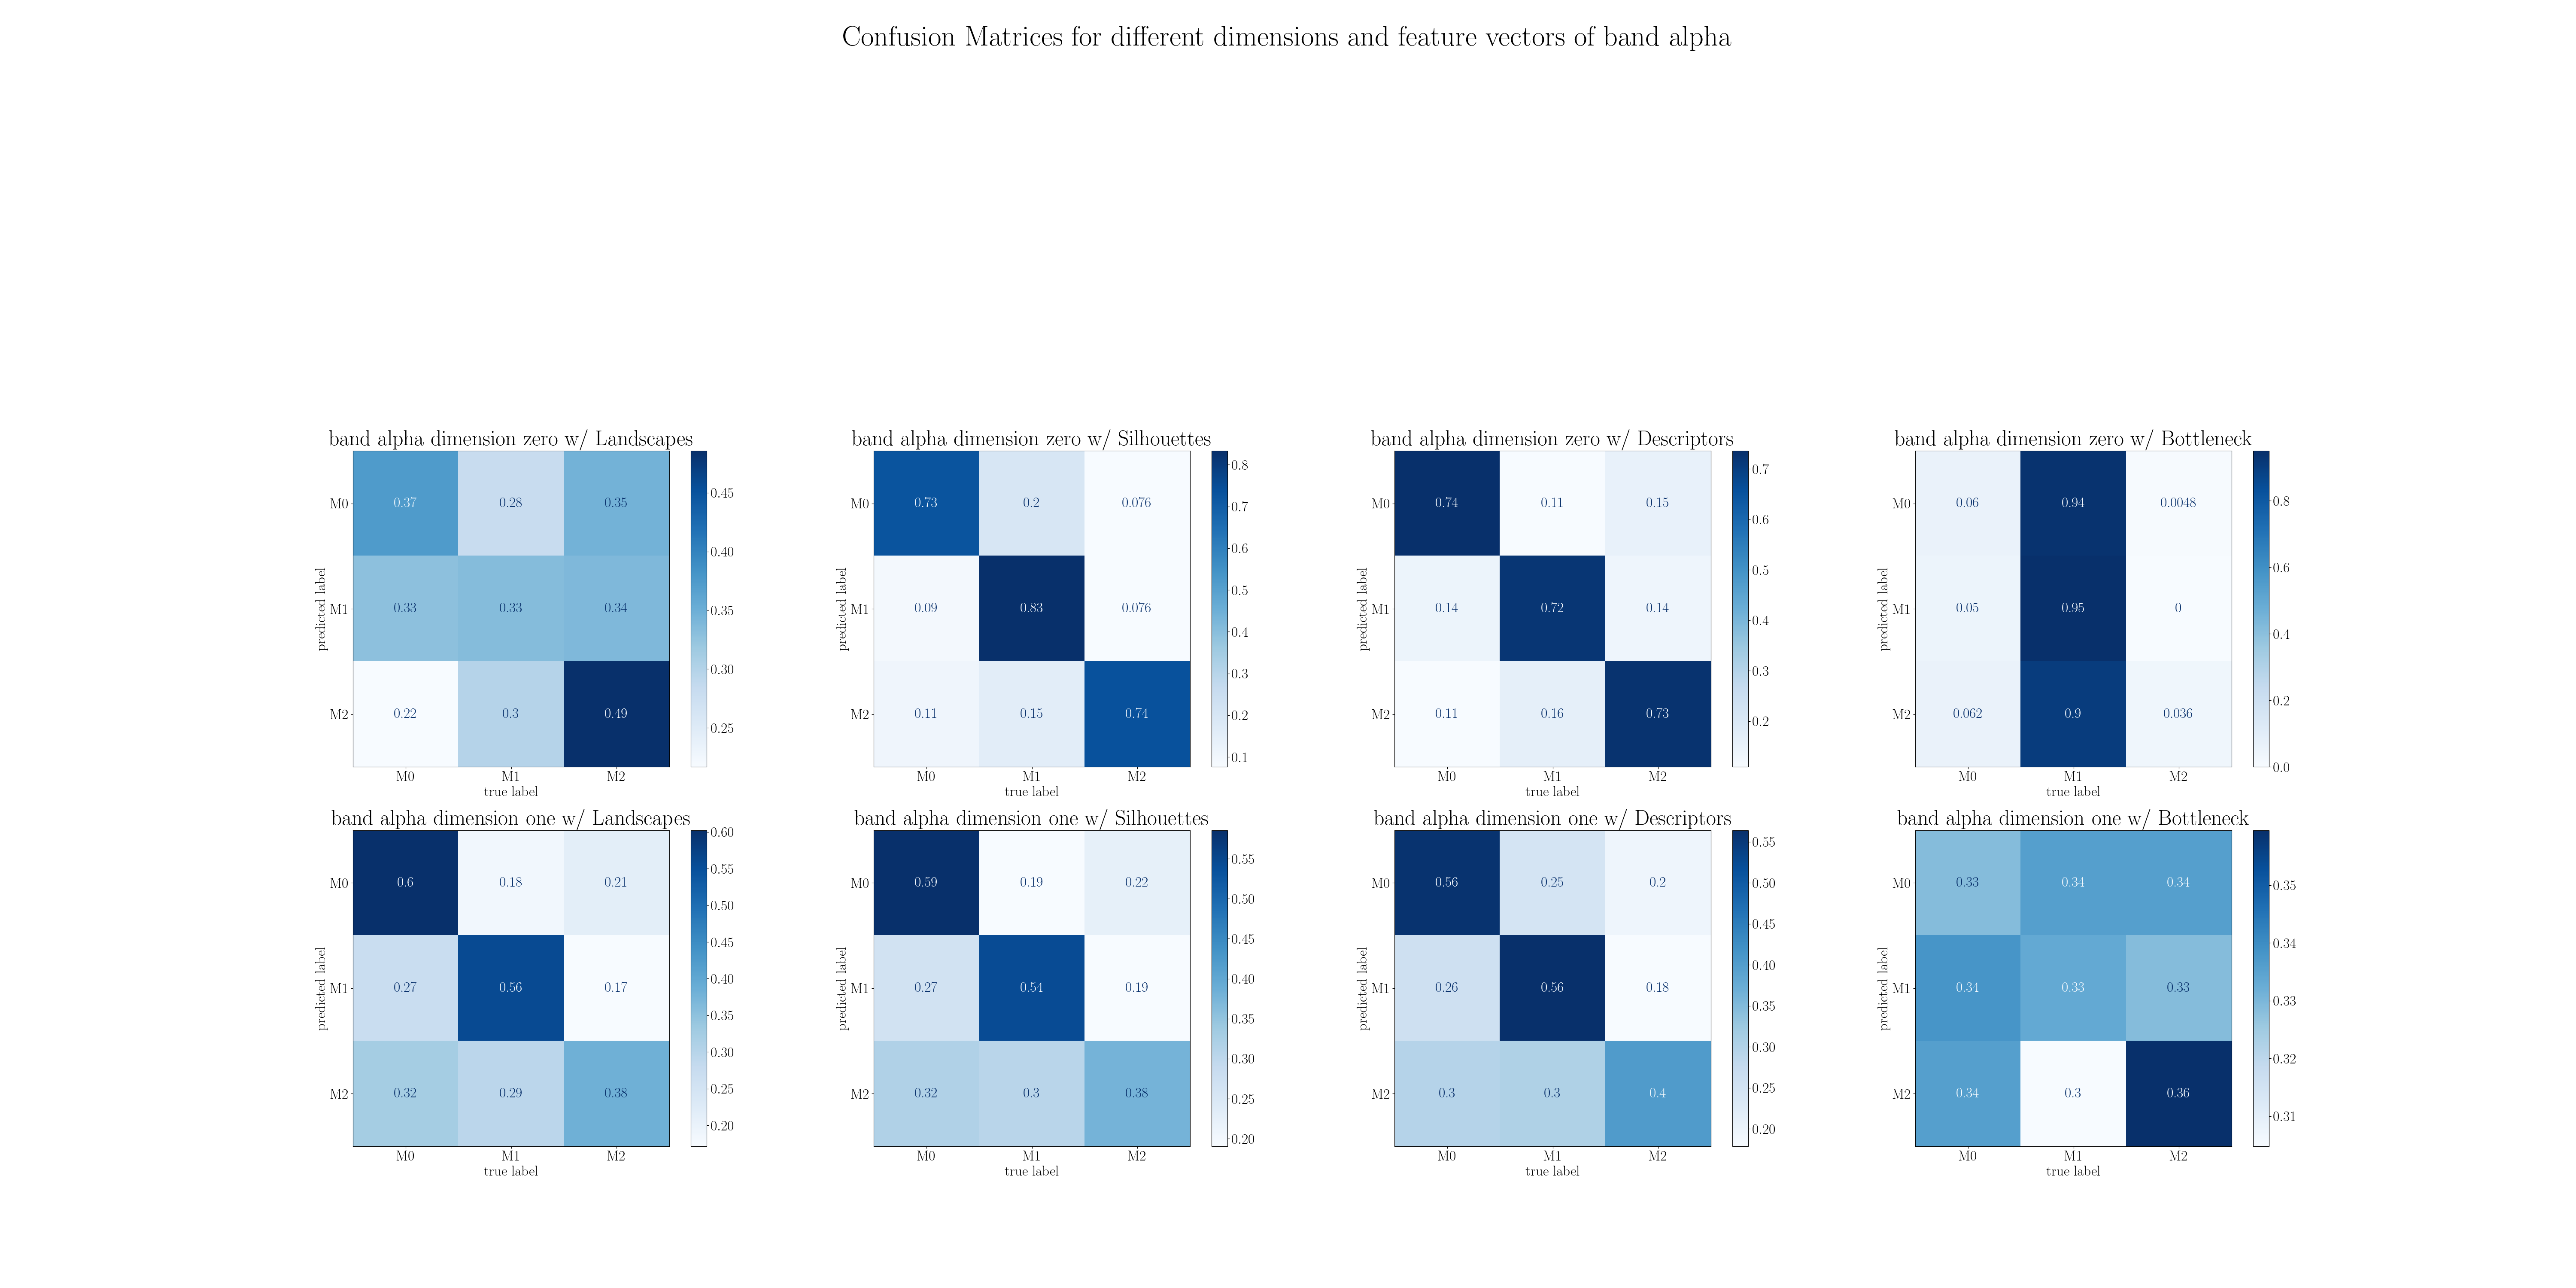 Confusion Matrices for different dimensions and feature vectors of band alpha
band alpha dimension zero w/ Landscapes
predicted label
M0 0.37 0.28 0.35
M1 0.33 0.33 0.34
M2 0.22 0.3 0.49
M0 M1 M2
true label
0.45
0.40
0.35
0.30
0.25
band alpha dimension zero w/ Silhouettes
predicted label
M0 0.73 0.2 0.076
M1 0.09 0.83 0.076
M2 0.11 0.15 0.74
M0 M1 M2
true label
0.8
0.7
0.6
0.5
0.4
0.3
0.2
0.1
band alpha dimension zero w/ Descriptors
predicted label
M0 0.74 0.11 0.15
M1 0.14 0.72 0.14
M2 0.11 0.16 0.73
M0 M1 M2
true label
0.7
0.6
0.5
0.4
0.3
0.2
band alpha dimension zero w/ Bottleneck
predicted label
M0 0.06 0.94 0.0048
M1 0.05 0.95 0
M2 0.062 0.9 0.036
M0 M1 M2
true label
0.8
0.6
0.4
0.2
0.0
band alpha dimension one w/ Landscapes
predicted label
M0 0.6 0.18 0.21
M1 0.27 0.56 0.17
M2 0.32 0.29 0.38
M0 M1 M2
true label
0.60
0.55
0.50
0.45
0.40
0.35
0.30
0.25
0.20
band alpha dimension one w/ Silhouettes
predicted label
M0 0.59 0.19 0.22
M1 0.27 0.54 0.19
M2 0.32 0.3 0.38
M0 M1 M2
true label
0.55
0.50
0.45
0.40
0.35
0.30
0.25
0.20
band alpha dimension one w/ Descriptors
predicted label
M0 0.56 0.25 0.2
M1 0.26 0.56 0.18
M2 0.3 0.3 0.4
M0 M1 M2
true label
0.55
0.50
0.45
0.40
0.35
0.30
0.25
0.20
band alpha dimension one w/ Bottleneck
predicted label
M0 0.33 0.34 0.34
M1 0.34 0.33 0.33
M2 0.34 0.3 0.36
M0 M1 M2
true label
0.35
0.34
0.33
0.32
0.31